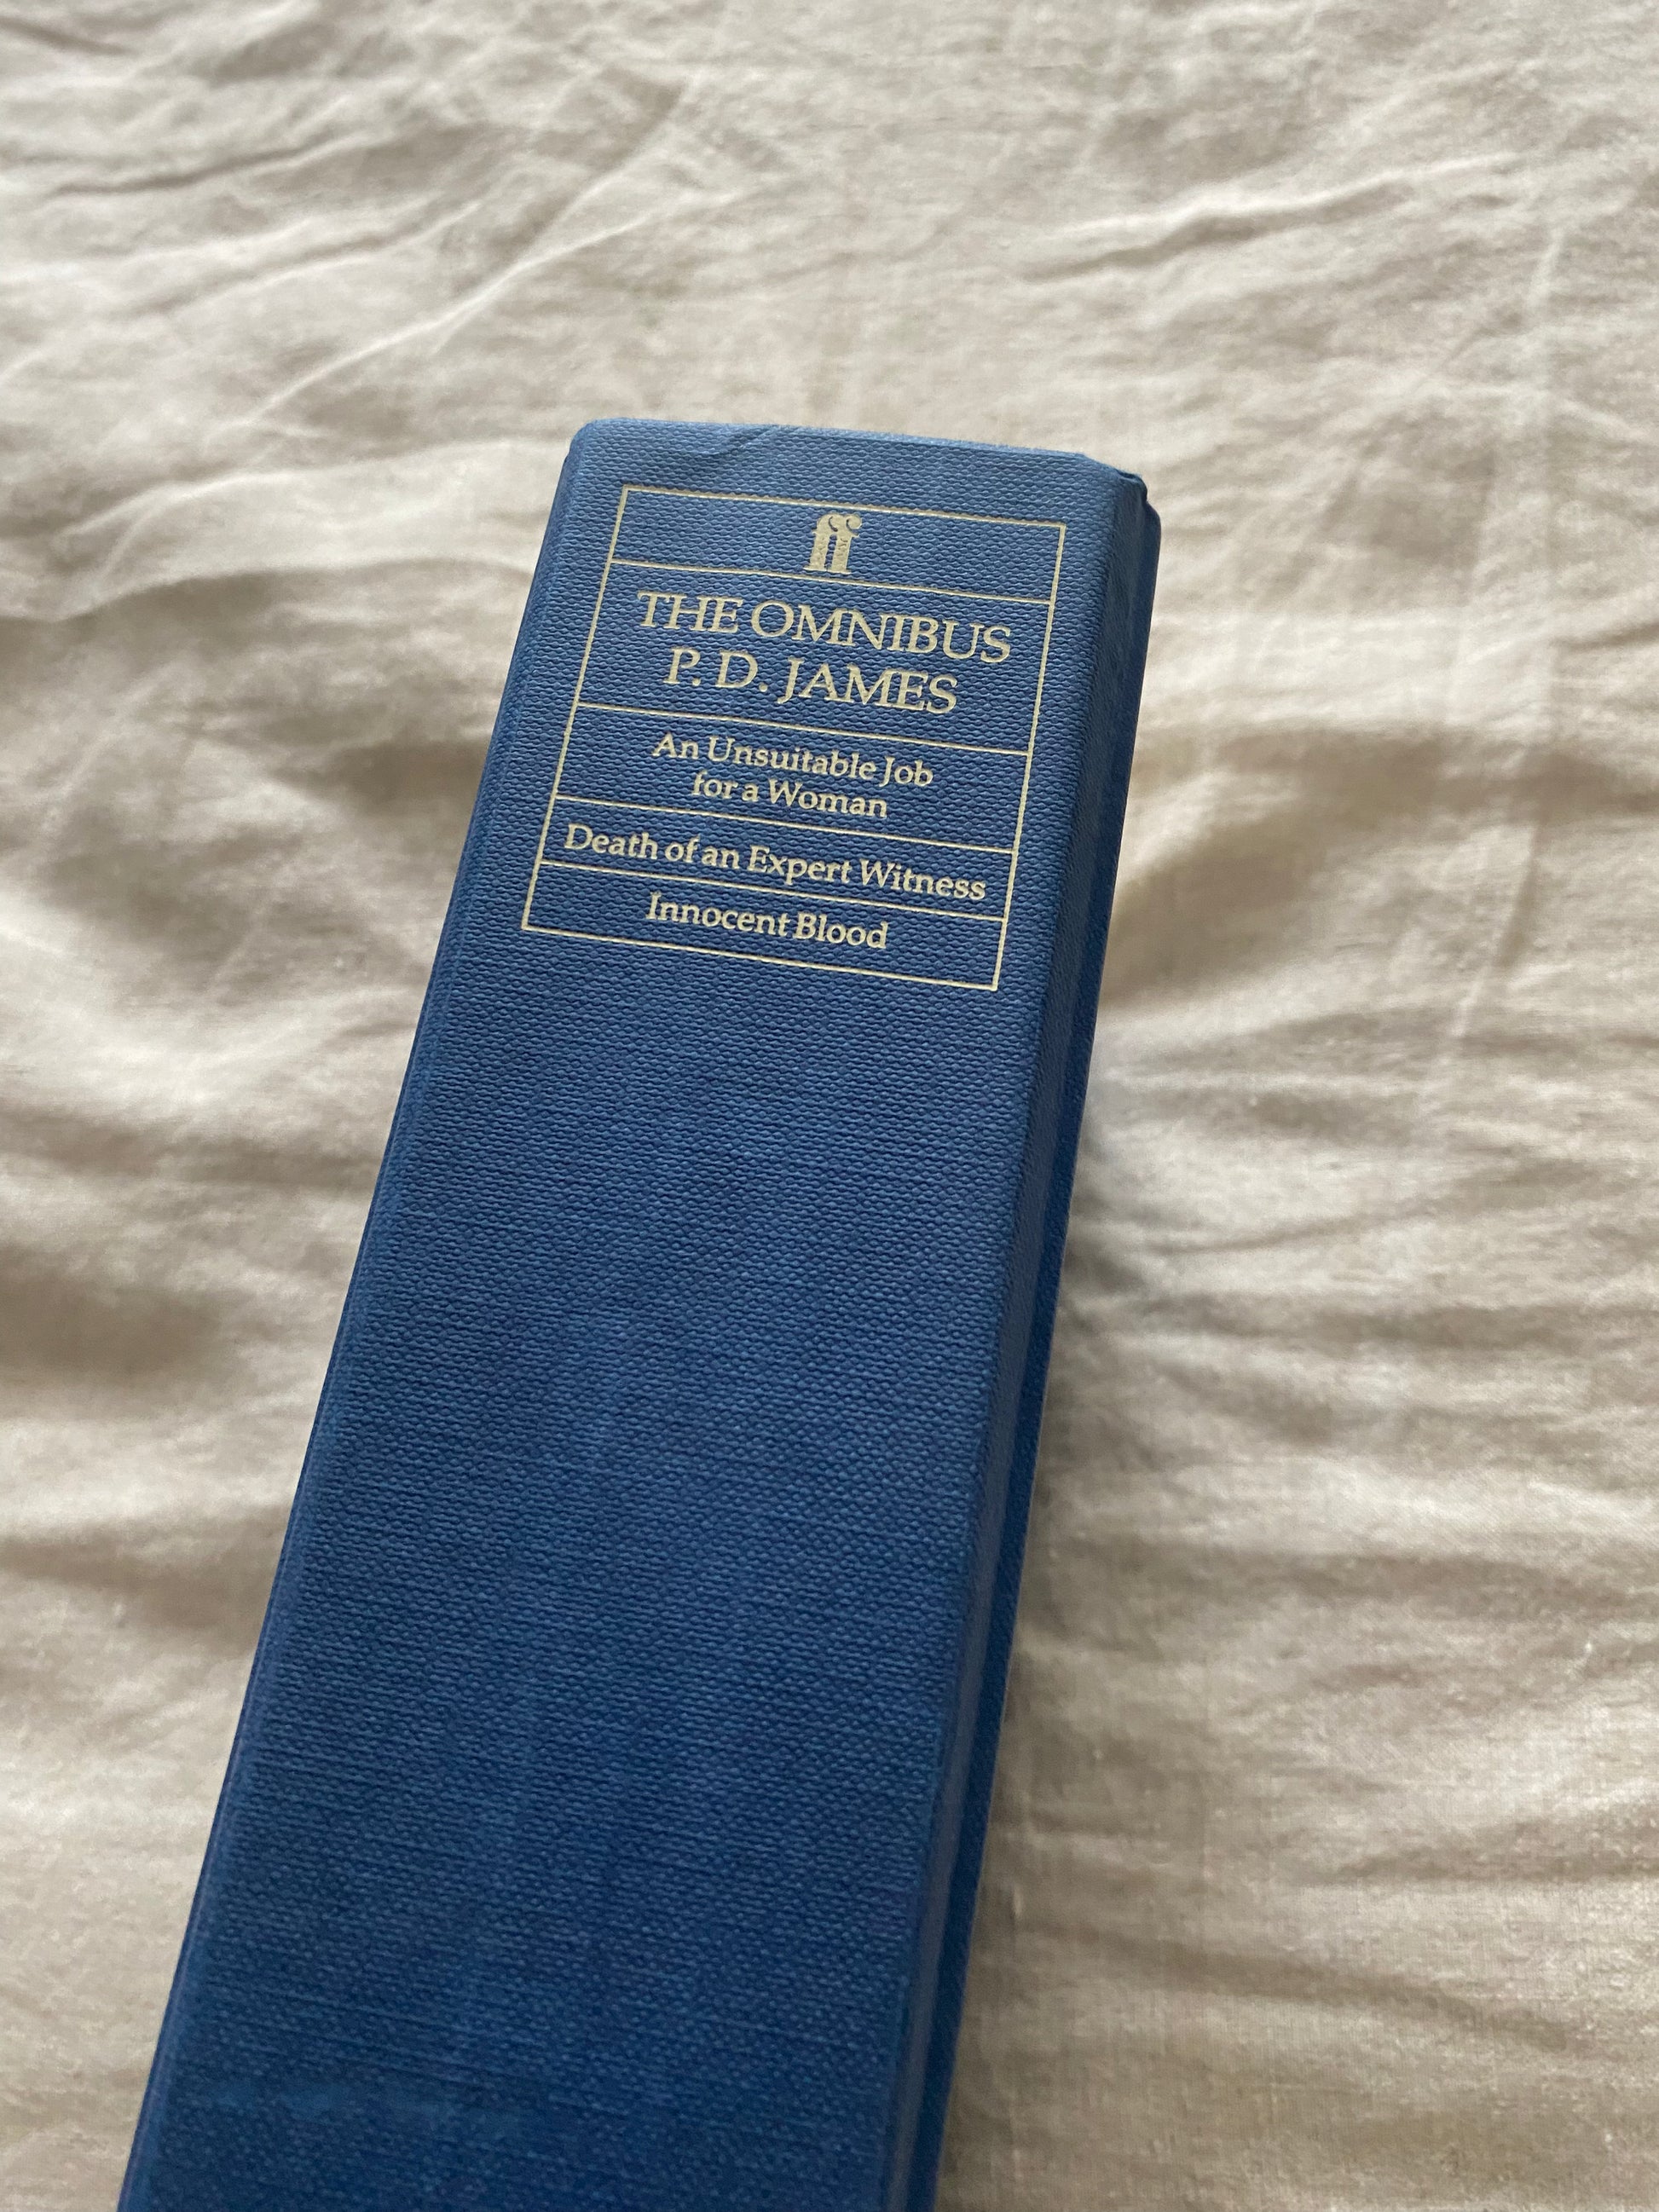 ff
THE OMNIBUS
P. D. JAMES
An Unsuitable Job
for a Woman
Death of an Expert Witness
Innocent Blood